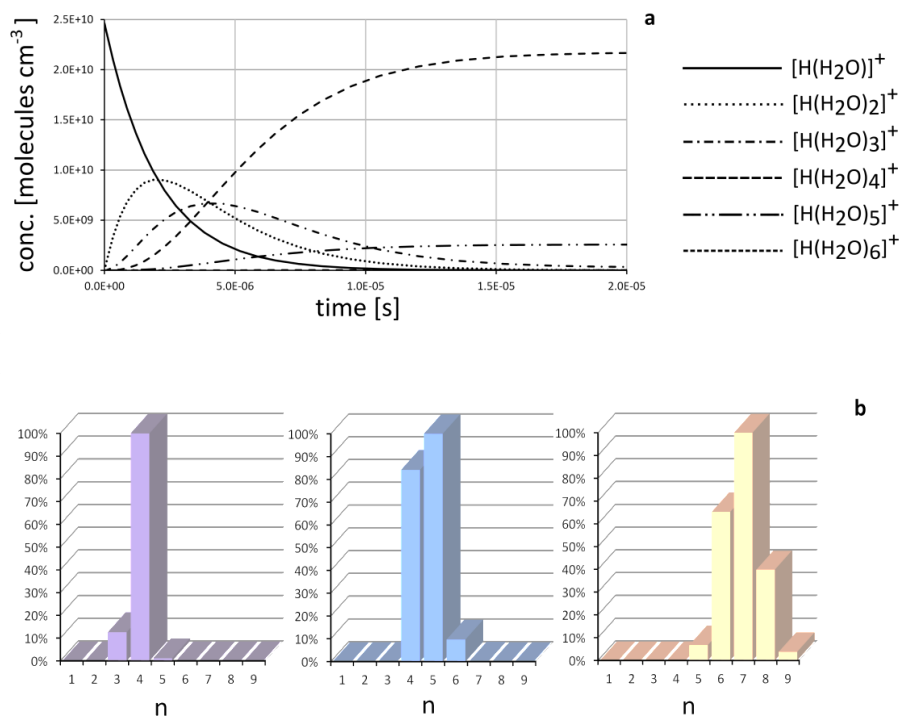 a
conc. [molecules cm⁻³]
2.5E+10
2.0E+10
1.5E+10
1.0E+10
5.0E+09
0.0E+00
0.0E+00 5.0E-06 1.0E-05 1.5E-05 2.0E-05
time [s]
[H(H₂O)]⁺
[H(H₂O)₂]⁺
[H(H₂O)₃]⁺
[H(H₂O)₄]⁺
[H(H₂O)₅]⁺
[H(H₂O)₆]⁺
b
100%
90%
80%
70%
60%
50%
40%
30%
20%
10%
0%
1 2 3 4 5 6 7 8 9
n
100%
90%
80%
70%
60%
50%
40%
30%
20%
10%
0%
1 2 3 4 5 6 7 8 9
n
100%
90%
80%
70%
60%
50%
40%
30%
20%
10%
0%
1 2 3 4 5 6 7 8 9
n